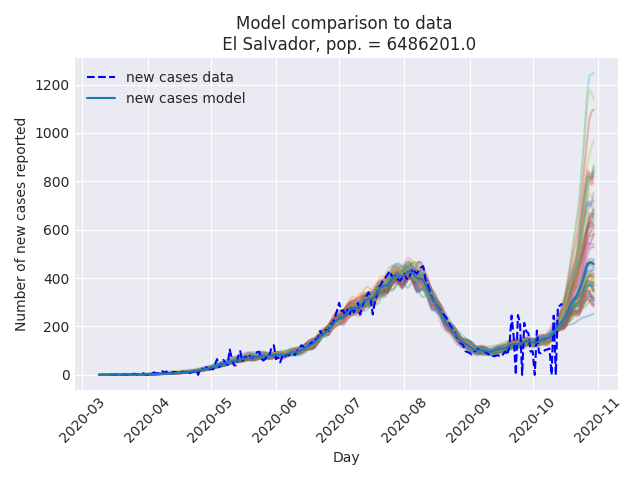 Model comparison to data
El Salvador, pop. = 6486201.0
new cases data
new cases model
1200
1000
800
600
400
200
0
Number of new cases reported
2020-03
2020-04
2020-05
2020-06
2020-07
2020-08
2020-09
2020-10
2020-11
Day